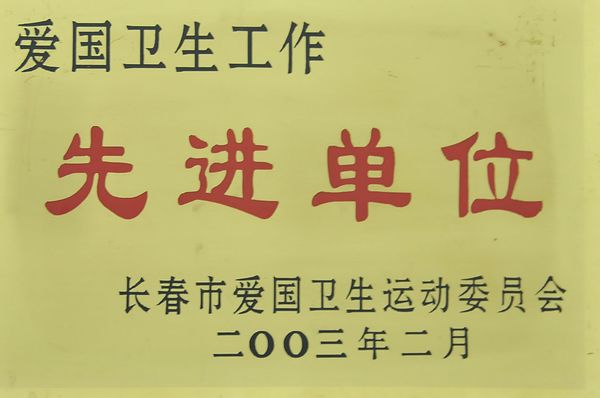 爱国卫生工作
先进单位
长春市爱国卫生运动委员会
二OO三年二月